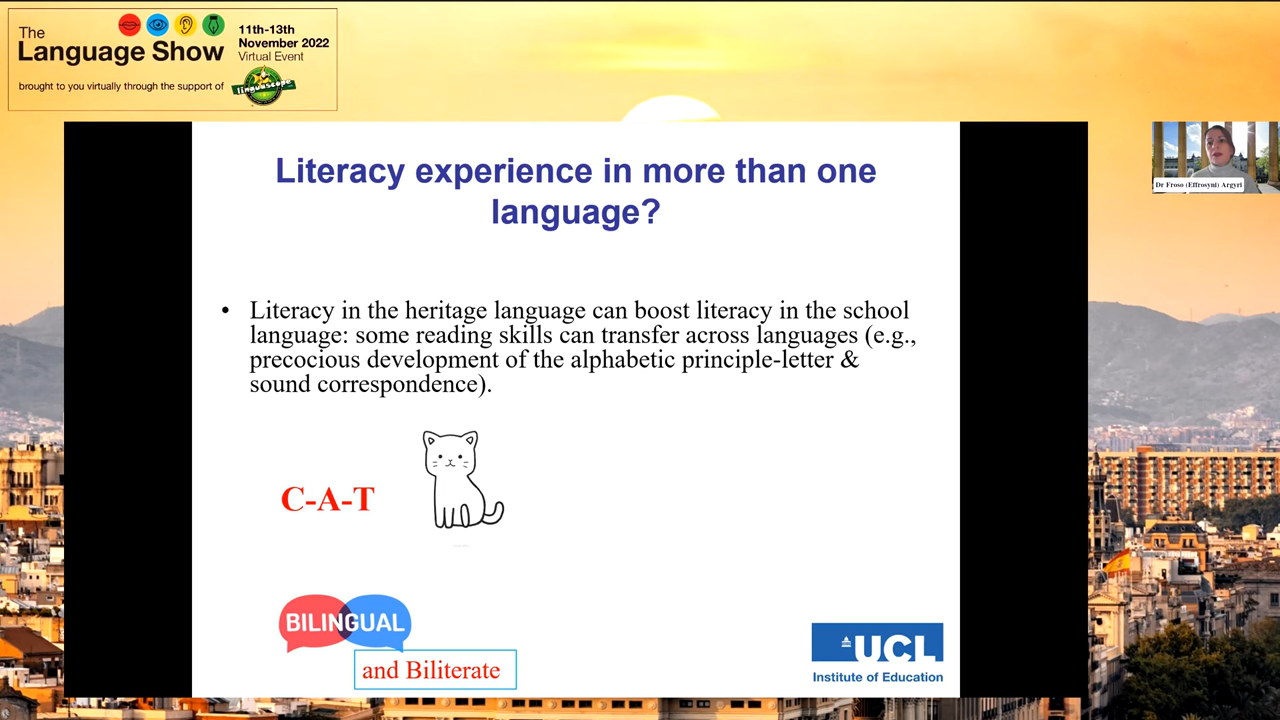 The
Language Show
11th-13th
November 2022
Virtual Event
brought to you virtually through the support of
linguascope
Dr Froso (Effrosyni) Argyri
Literacy experience in more than one
language?
• Literacy in the heritage language can boost literacy in the school
language: some reading skills can transfer across languages (e.g.,
precocious development of the alphabetic principle-letter &
sound correspondence).
C-A-T
BILINGUAL
and Biliterate
UCL
Institute of Education